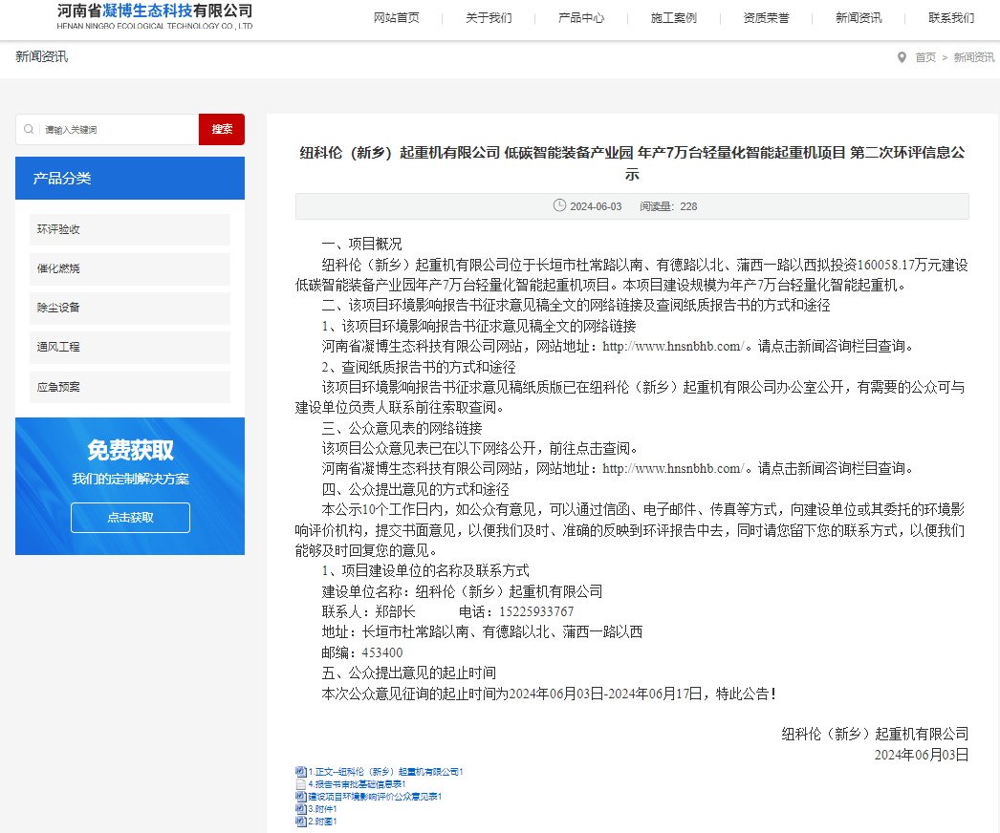 河南省凝博生态科技有限公司
HENAN NINGBO ECOLOGICAL TECHNOLOGY CO., LTD
网站首页 关于我们 产品中心 施工案例 资质荣誉 新闻资讯 联系我们
新闻资讯
首页 > 新闻资讯
请输入关键词 搜索
产品分类
环评验收
催化燃烧
除尘设备
通风工程
应急预案
免费获取
我们的定制解决方案
点击获取
纽科伦（新乡）起重机有限公司 低碳智能装备产业园 年产7万台轻量化智能起重机项目 第二次环评信息公
示
2024-06-03 阅读量：228
一、项目概况
纽科伦（新乡）起重机有限公司位于长垣市杜常路以南、有德路以北、蒲西一路以西拟投资160058.17万元建设
低碳智能装备产业园年产7万台轻量化智能起重机项目。本项目建设规模为年产7万台轻量化智能起重机。
二、该项目环境影响报告书征求意见稿全文的网络链接及查阅纸质报告书的方式和途径
1、该项目环境影响报告书征求意见稿全文的网络链接
河南省凝博生态科技有限公司网站，网站地址：http://www.hnsnbhb.com/。请点击新闻咨询栏目查询。
2、查阅纸质报告书的方式和途径
该项目环境影响报告书征求意见稿纸质版已在纽科伦（新乡）起重机有限公司办公室公开，有需要的公众可与
建设单位负责人联系前往索取查阅。
三、公众意见表的网络链接
该项目公众意见表已在以下网络公开，前往点击查阅。
河南省凝博生态科技有限公司网站，网站地址：http://www.hnsnbhb.com/。请点击新闻咨询栏目查询。
四、公众提出意见的方式和途径
本公示10个工作日内，如公众有意见，可以通过信函、电子邮件、传真等方式，向建设单位或其委托的环境影
响评价机构，提交书面意见，以便我们及时、准确的反映到环评报告中去，同时请您留下您的联系方式，以便我们
能够及时回复您的意见。
1、项目建设单位的名称及联系方式
建设单位名称：纽科伦（新乡）起重机有限公司
联系人：郑部长 电话：15225933767
地址：长垣市杜常路以南、有德路以北、蒲西一路以西
邮编：453400
五、公众提出意见的起止时间
本次公众意见征询的起止时间为2024年06月03日-2024年06月17日，特此公告！
纽科伦（新乡）起重机有限公司
2024年06月03日
1.正文--纽科伦（新乡）起重机有限公司1
4.报告书审批基础信息表1
建设项目环境影响评价公众意见表1
3.附件1
2.附图1